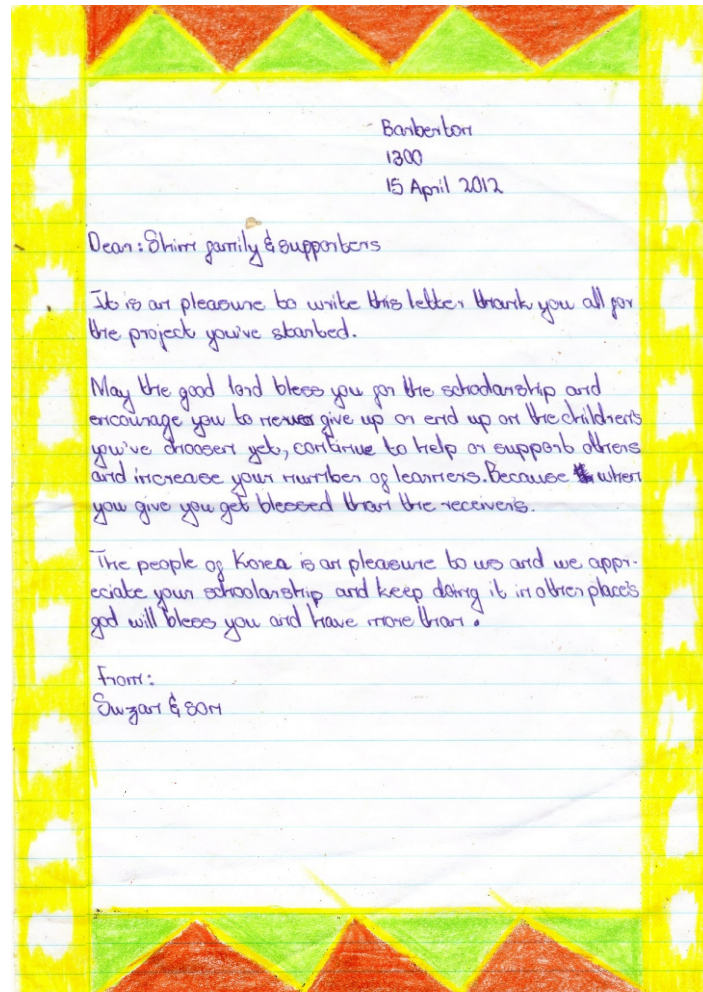 Barberton
1300
15 April 2012
Dear: Shim family & supporters
It is an pleasure to write this letter thank you all for
the project you've started.
May the good lord bless you for the schoolarship and
encourage you to never give up or end up on the children's
you've choosen yet, continue to help or support others
and increase your number of learners. Because when
you give you get blessed than the receivers.
The people of Korea is an pleasure to us and we appr-
eciate your schoolarship and keep doing it in other place's
god will bless you and have more than.
From:
Suzan & son